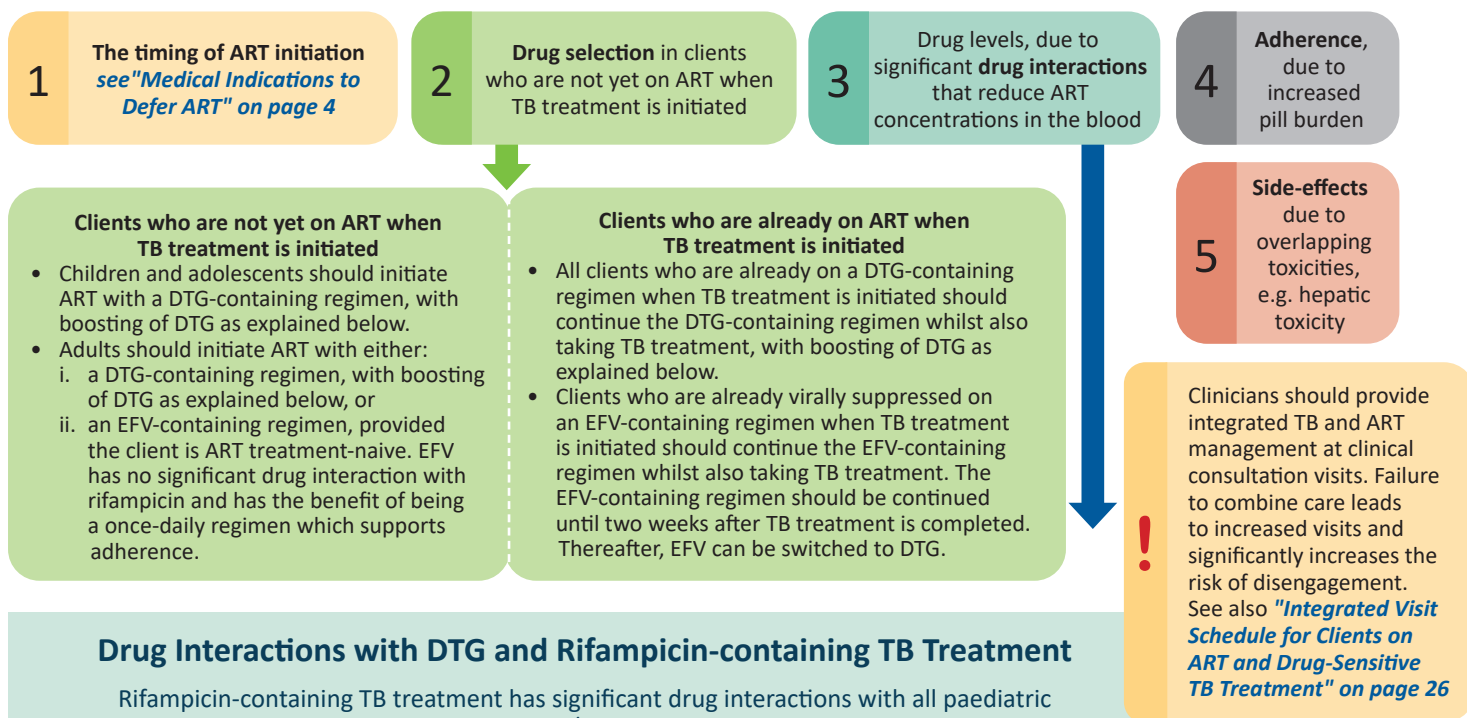 1
The timing of ART initiation
see"Medical Indications to
Defer ART" on page 4
2
Drug selection in clients
who are not yet on ART when
TB treatment is initiated
3
Drug levels, due to
significant drug interactions
that reduce ART
concentrations in the blood
4
Adherence,
due to
increased
pill burden
5
Side-effects
due to
overlapping
toxicities,
e.g. hepatic
toxicity
Clients who are not yet on ART when
TB treatment is initiated
• Children and adolescents should initiate
ART with a DTG-containing regimen, with
boosting of DTG as explained below.
• Adults should initiate ART with either:
i. a DTG-containing regimen, with boosting
of DTG as explained below, or
ii. an EFV-containing regimen, provided
the client is ART treatment-naive. EFV
has no significant drug interaction with
rifampicin and has the benefit of being
a once-daily regimen which supports
adherence.
Clients who are already on ART when
TB treatment is initiated
• All clients who are already on a DTG-containing
regimen when TB treatment is initiated should
continue the DTG-containing regimen whilst also
taking TB treatment, with boosting of DTG as
explained below.
• Clients who are already virally suppressed on
an EFV-containing regimen when TB treatment
is initiated should continue the EFV-containing
regimen whilst also taking TB treatment. The
EFV-containing regimen should be continued
until two weeks after TB treatment is completed.
Thereafter, EFV can be switched to DTG.
!
Clinicians should provide
integrated TB and ART
management at clinical
consultation visits. Failure
to combine care leads
to increased visits and
significantly increases the
risk of disengagement.
See also "Integrated Visit
Schedule for Clients on
ART and Drug-Sensitive
TB Treatment" on page 26
Drug Interactions with DTG and Rifampicin-containing TB Treatment
Rifampicin-containing TB treatment has significant drug interactions with all paediatric